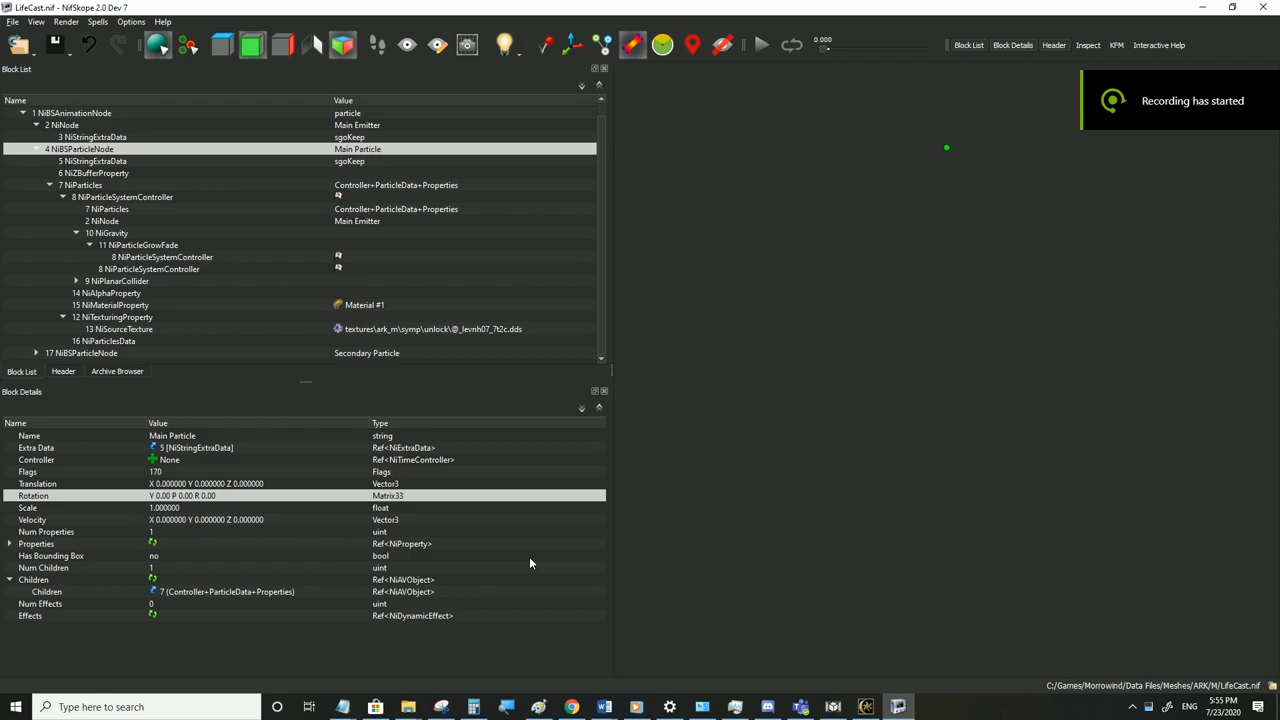 LifeCast.nif - NifSkope 2.0 Dev 7
File View Render Spells Options Help
0.000
Block List Block Details Header Inspect KFM Interactive Help
Block List
Recording has started
Name Value
1 NiBSAnimationNode particle
2 NiNode Main Emitter
3 NiStringExtraData sgoKeep
4 NiBSParticleNode Main Particle
5 NiStringExtraData sgoKeep
6 NiZBufferProperty
7 NiParticles Controller+ParticleData+Properties
8 NiParticleSystemController
7 NiParticles Controller+ParticleData+Properties
2 NiNode Main Emitter
10 NiGravity
11 NiParticleGrowFade
8 NiParticleSystemController
8 NiParticleSystemController
9 NiPlanarCollider
14 NiAlphaProperty
15 NiMaterialProperty Material #1
12 NiTexturingProperty
13 NiSourceTexture textures\ark_m\symp\unlock\@_levnh07_7t2c.dds
16 NiParticlesData
17 NiBSParticleNode Secondary Particle
Block List Header Archive Browser
Block Details
Name Value Type
Name Main Particle string
Extra Data 5 [NiStringExtraData] Ref<NiExtraData>
Controller None Ref<NiTimeController>
Flags 170 Flags
Translation X 0.000000 Y 0.000000 Z 0.000000 Vector3
Rotation Y 0.00 P 0.00 R 0.00 Matrix33
Scale 1.000000 float
Velocity X 0.000000 Y 0.000000 Z 0.000000 Vector3
Num Properties 1 uint
Properties Ref<NiProperty>
Has Bounding Box no bool
Num Children 1 uint
Children Ref<NiAVObject>
Children 7 (Controller+ParticleData+Properties) Ref<NiAVObject>
Num Effects 0 uint
Effects Ref<NiDynamicEffect>
C:/Games/Morrowind/Data Files/Meshes/ARK/M/LifeCast.nif
Type here to search
ENG
5:55 PM
7/23/2020